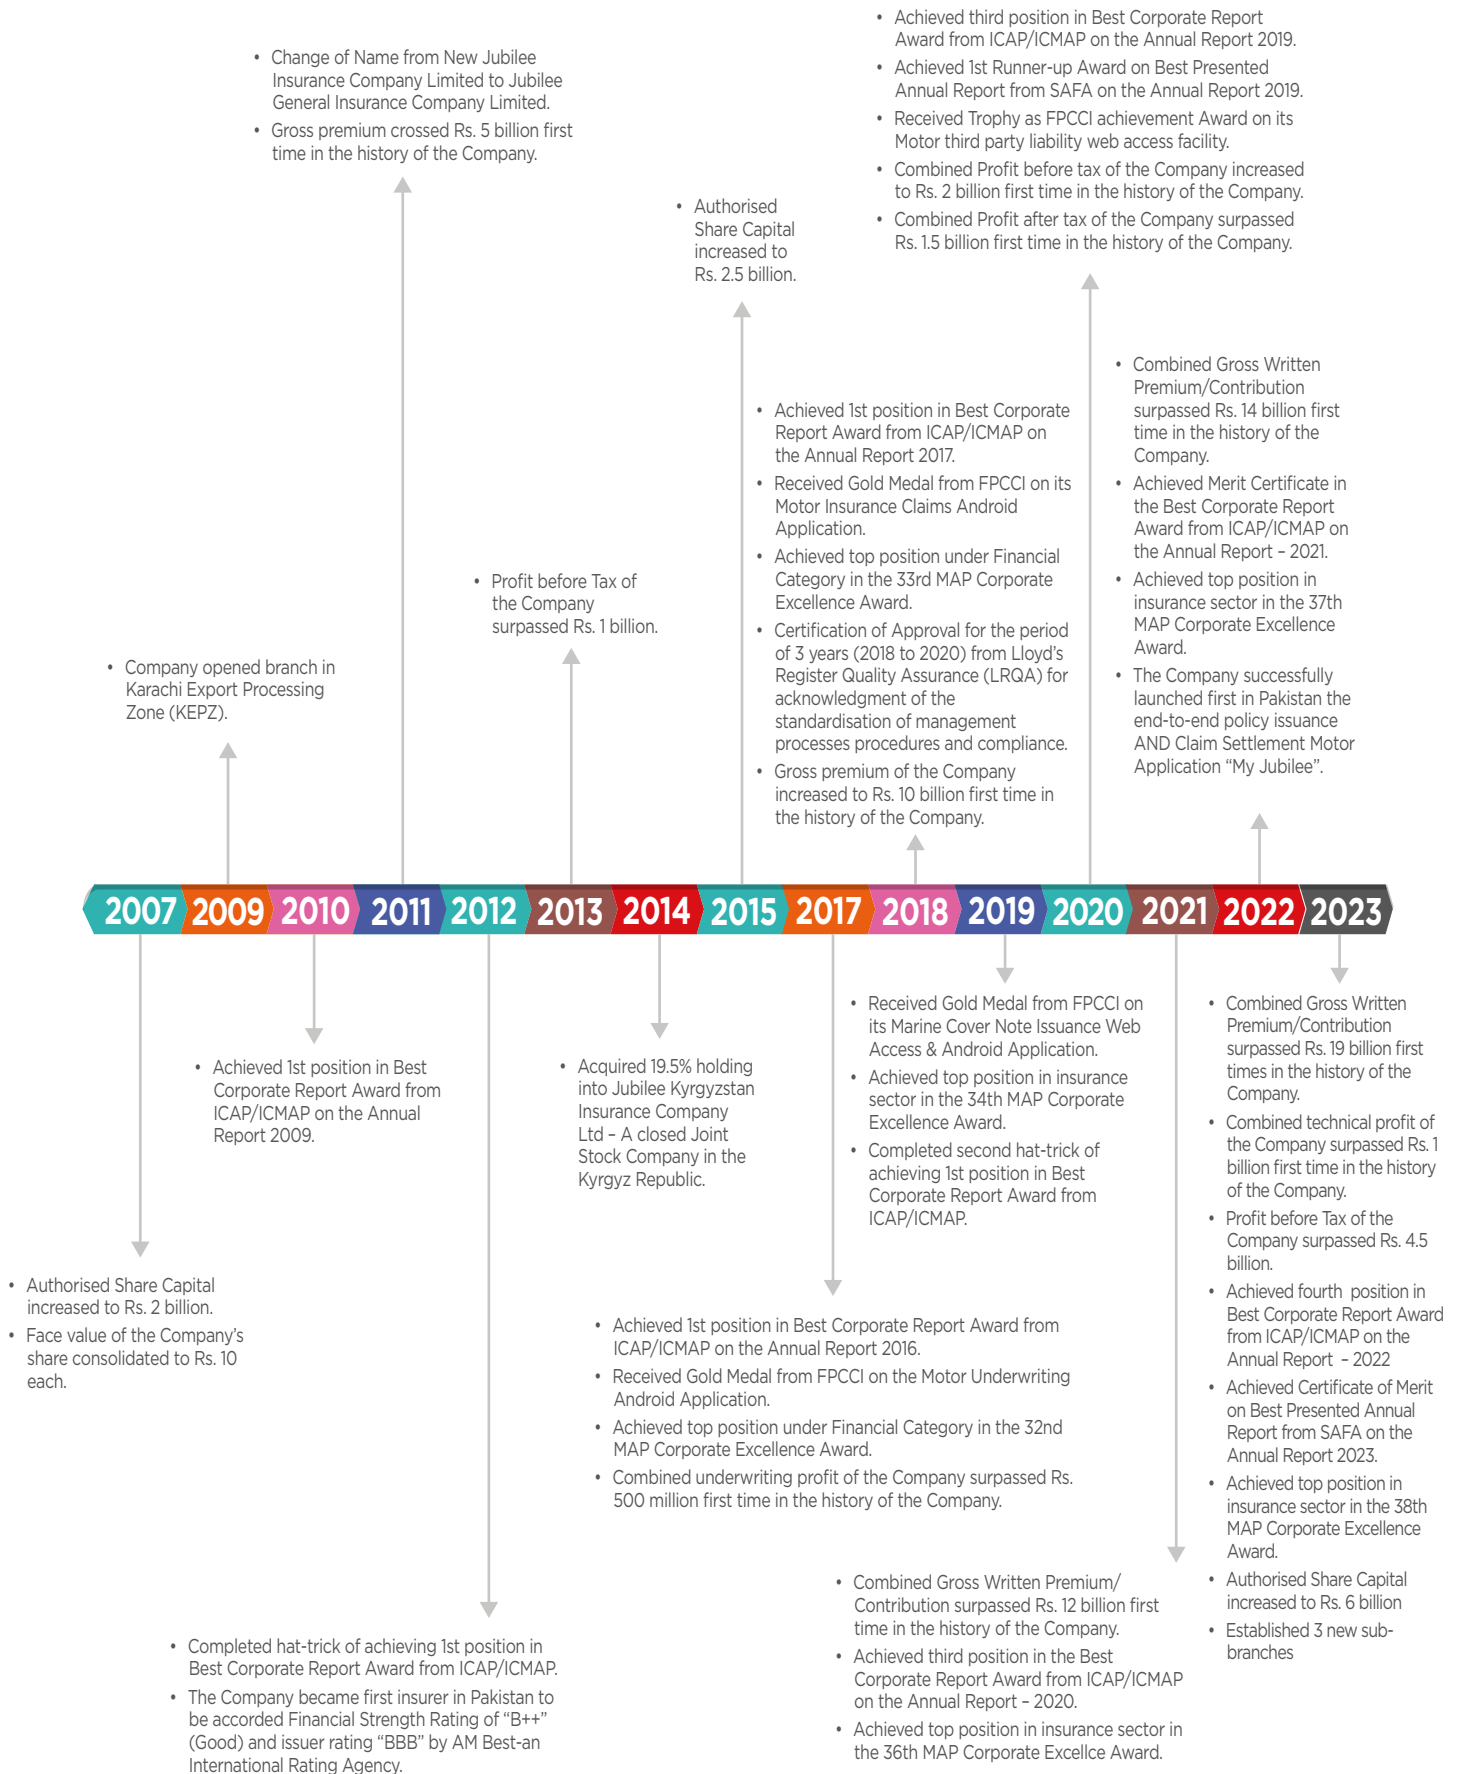 • Change of Name from New Jubilee
Insurance Company Limited to Jubilee
General Insurance Company Limited.
• Gross premium crossed Rs. 5 billion first
time in the history of the Company.
• Authorised
Share Capital
increased to
Rs. 2.5 billion.
• Achieved third position in Best Corporate Report
Award from ICAP/ICMAP on the Annual Report 2019.
• Achieved 1st Runner-up Award on Best Presented
Annual Report from SAFA on the Annual Report 2019.
• Received Trophy as FPCCI achievement Award on its
Motor third party liability web access facility.
• Combined Profit before tax of the Company increased
to Rs. 2 billion first time in the history of the Company.
• Combined Profit after tax of the Company surpassed
Rs. 1.5 billion first time in the history of the Company.
• Company opened branch in
Karachi Export Processing
Zone (KEPZ).
• Profit before Tax of
the Company
surpassed Rs. 1 billion.
• Achieved 1st position in Best Corporate
Report Award from ICAP/ICMAP on
the Annual Report 2017.
• Received Gold Medal from FPCCI on its
Motor Insurance Claims Android
Application.
• Achieved top position under Financial
Category in the 33rd MAP Corporate
Excellence Award.
• Certification of Approval for the period
of 3 years (2018 to 2020) from Lloyd's
Register Quality Assurance (LRQA) for
acknowledgment of the
standardisation of management
processes procedures and compliance.
• Gross premium of the Company
increased to Rs. 10 billion first time in
the history of the Company.
• Combined Gross Written
Premium/Contribution
surpassed Rs. 14 billion first
time in the history of the
Company.
• Achieved Merit Certificate in
the Best Corporate Report
Award from ICAP/ICMAP on
the Annual Report – 2021.
• Achieved top position in
insurance sector in the 37th
MAP Corporate Excellence
Award.
• The Company successfully
launched first in Pakistan the
end-to-end policy issuance
AND Claim Settlement Motor
Application “My Jubilee”.
2007 2009 2010 2011 2012 2013 2014 2015 2017 2018 2019 2020 2021 2022 2023
• Authorised Share Capital
increased to Rs. 2 billion.
• Face value of the Company's
share consolidated to Rs. 10
each.
• Achieved 1st position in Best
Corporate Report Award from
ICAP/ICMAP on the Annual
Report 2009.
• Completed hat-trick of achieving 1st position in
Best Corporate Report Award from ICAP/ICMAP.
• The Company became first insurer in Pakistan to
be accorded Financial Strength Rating of “B++”
(Good) and issuer rating “BBB” by AM Best-an
International Rating Agency.
• Acquired 19.5% holding
into Jubilee Kyrgyzstan
Insurance Company
Ltd – A closed Joint
Stock Company in the
Kyrgyz Republic.
• Achieved 1st position in Best Corporate Report Award from
ICAP/ICMAP on the Annual Report 2016.
• Received Gold Medal from FPCCI on the Motor Underwriting
Android Application.
• Achieved top position under Financial Category in the 32nd
MAP Corporate Excellence Award.
• Combined underwriting profit of the Company surpassed Rs.
500 million first time in the history of the Company.
• Received Gold Medal from FPCCI on
its Marine Cover Note Issuance Web
Access & Android Application.
• Achieved top position in insurance
sector in the 34th MAP Corporate
Excellence Award.
• Completed second hat-trick of
achieving 1st position in Best
Corporate Report Award from
ICAP/ICMAP.
• Combined Gross Written Premium/
Contribution surpassed Rs. 12 billion first
time in the history of the Company.
• Achieved third position in the Best
Corporate Report Award from ICAP/ICMAP
on the Annual Report – 2020.
• Achieved top position in insurance sector in
the 36th MAP Corporate Excellce Award.
• Combined Gross Written
Premium/Contribution
surpassed Rs. 19 billion first
times in the history of the
Company.
• Combined technical profit of
the Company surpassed Rs. 1
billion first time in the history
of the Company.
• Profit before Tax of the
Company surpassed Rs. 4.5
billion.
• Achieved fourth position in
Best Corporate Report Award
from ICAP/ICMAP on the
Annual Report – 2022
• Achieved Certificate of Merit
on Best Presented Annual
Report from SAFA on the
Annual Report 2023.
• Achieved top position in
insurance sector in the 38th
MAP Corporate Excellence
Award.
• Authorised Share Capital
increased to Rs. 6 billion
• Established 3 new sub-
branches